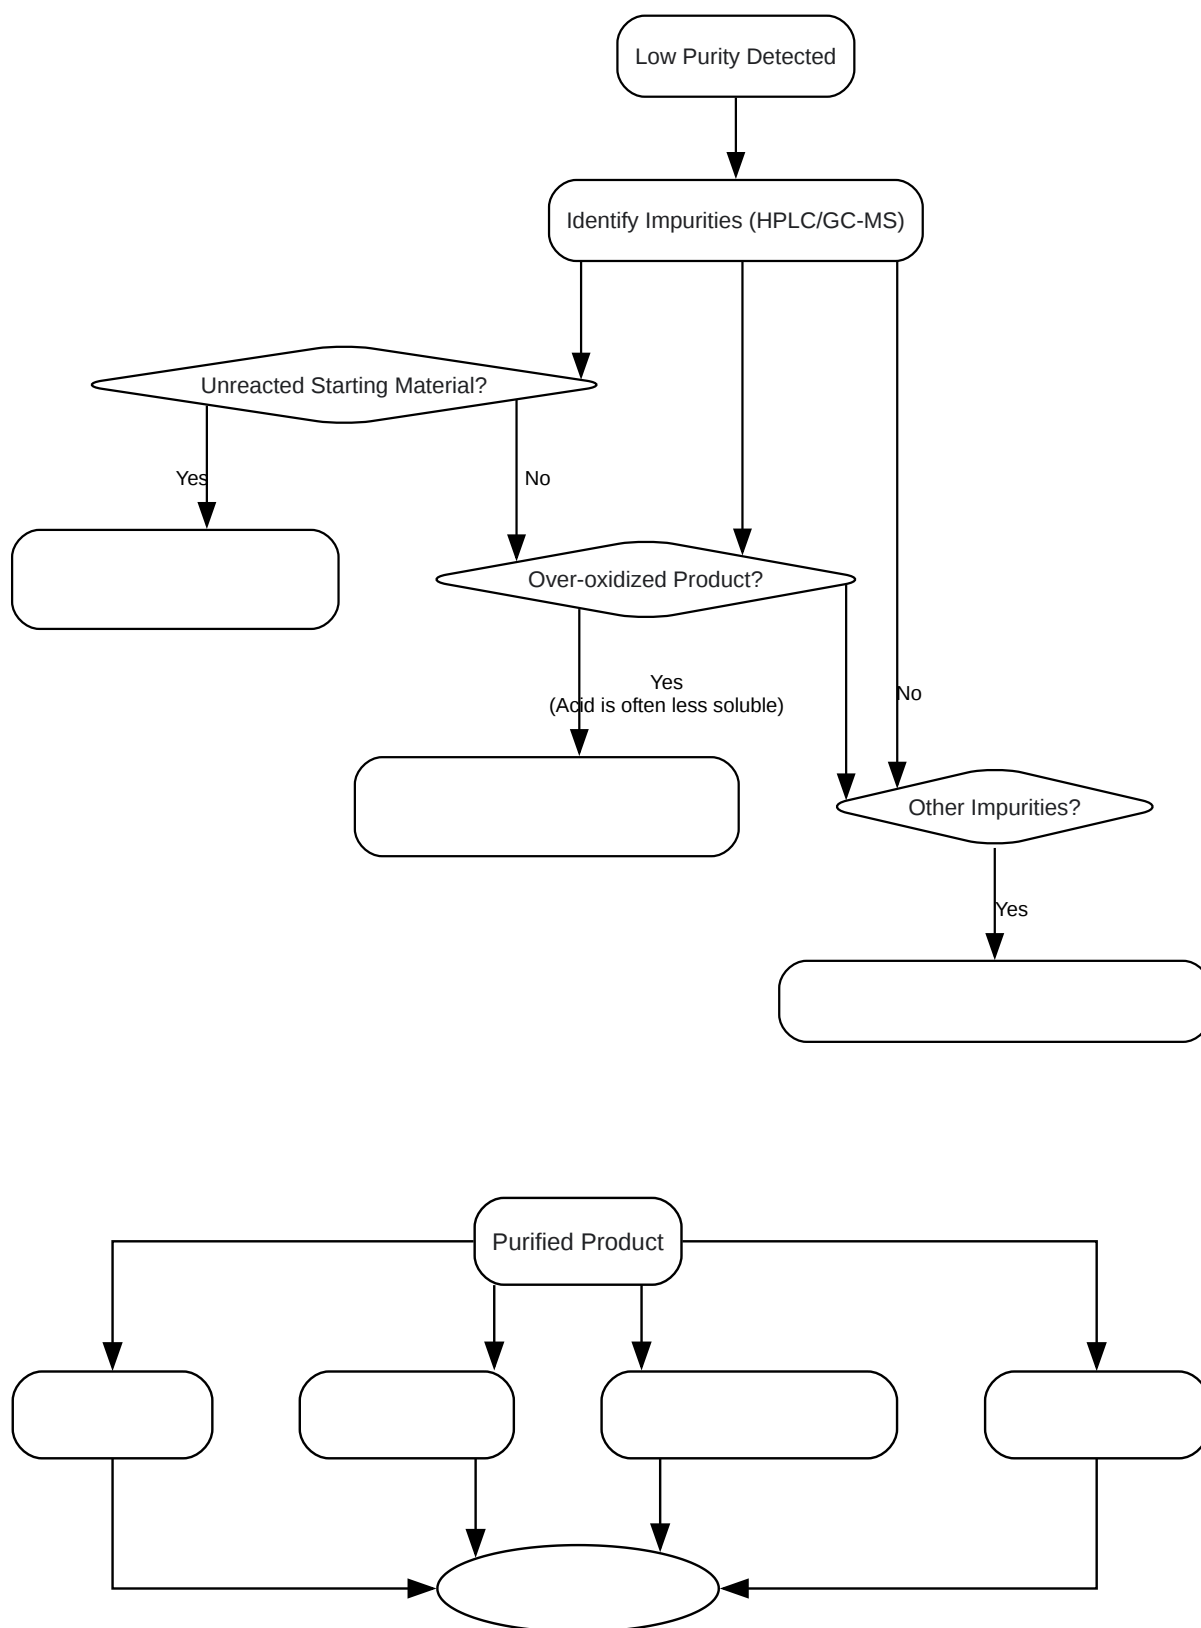 Low Purity Detected
Identify Impurities (HPLC/GC-MS)
Unreacted Starting Material?
Yes
No
Over-oxidized Product?
Yes
(Acid is often less soluble)
No
Other Impurities?
Yes
Purified Product